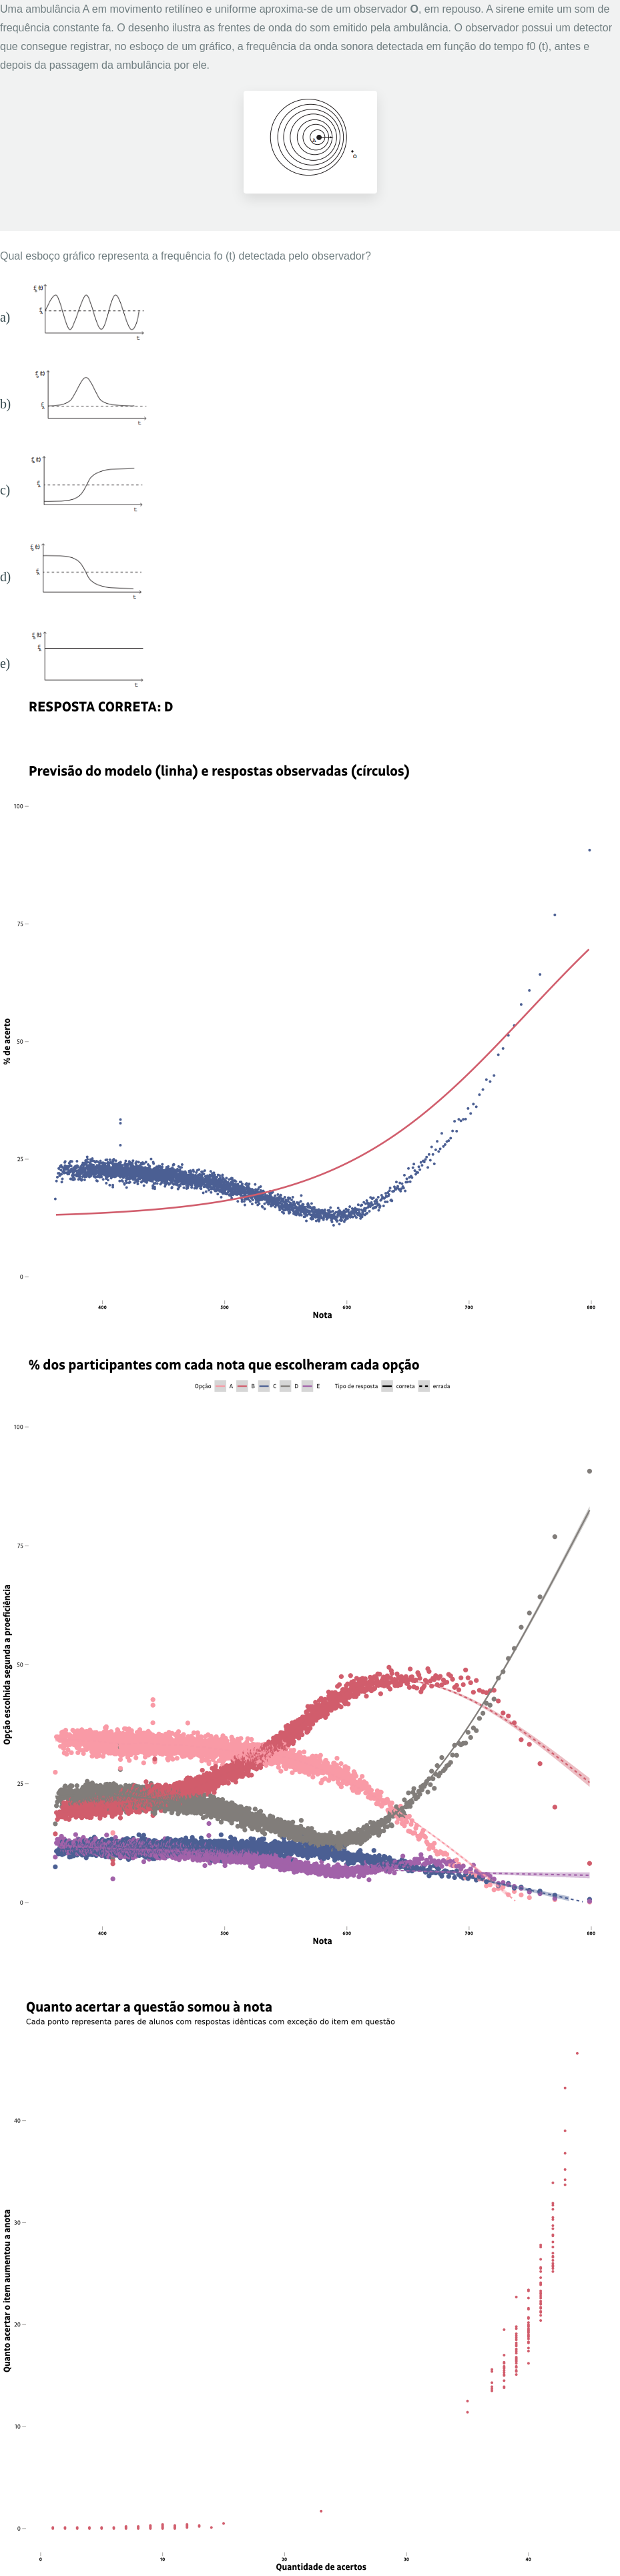 Uma ambulância A em movimento retilíneo e uniforme aproxima-se de um observador O, em repouso. A sirene emite um som de
frequência constante fa. O desenho ilustra as frentes de onda do som emitido pela ambulância. O observador possui um detector
que consegue registrar, no esboço de um gráfico, a frequência da onda sonora detectada em função do tempo f0 (t), antes e
depois da passagem da ambulância por ele.
Qual esboço gráfico representa a frequência fo (t) detectada pelo observador?
a)
b)
c)
d)
e)
RESPOSTA CORRETA: D
Previsão do modelo (linha) e respostas observadas (círculos)
% de acerto
100
75
50
25
0
400 500 600 700 800
Nota
% dos participantes com cada nota que escolheram cada opção
Opção A B C D E Tipo de resposta correta errada
Opção escolhida segunda a proeficiência
100
75
50
25
0
400 500 600 700 800
Nota
Quanto acertar a questão somou à nota
Cada ponto representa pares de alunos com respostas idênticas com exceção do item em questão
Quanto acertar o item aumentou a anota
40
30
20
10
0
0 10 20 30 40
Quantidade de acertos